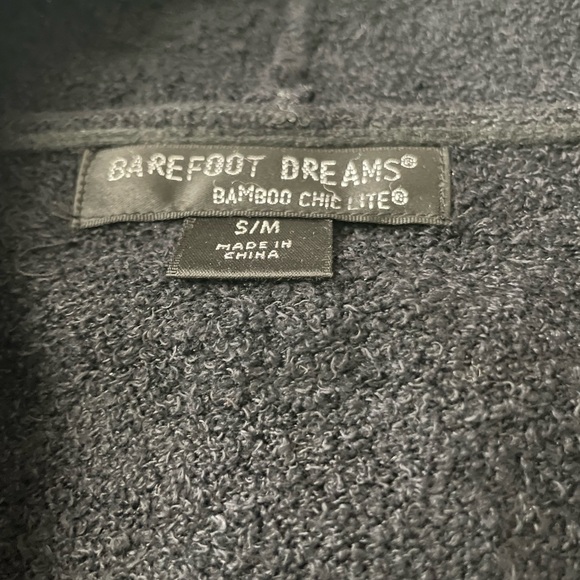 BAREFOOT DREAMS®
BAMBOO CHIC LITE®
S/M
MADE IN
CHINA